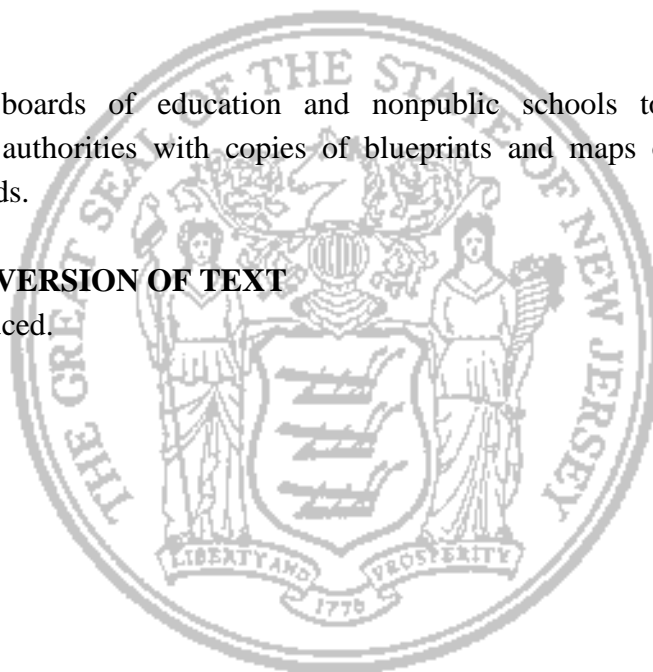 boards of education and nonpublic schools to
authorities with copies of blueprints and maps
ds.
VERSION OF TEXT
uced.
THE GREAT SEAL OF THE STATE OF NEW JERSEY
LIBERTY AND PROSPERITY
1776